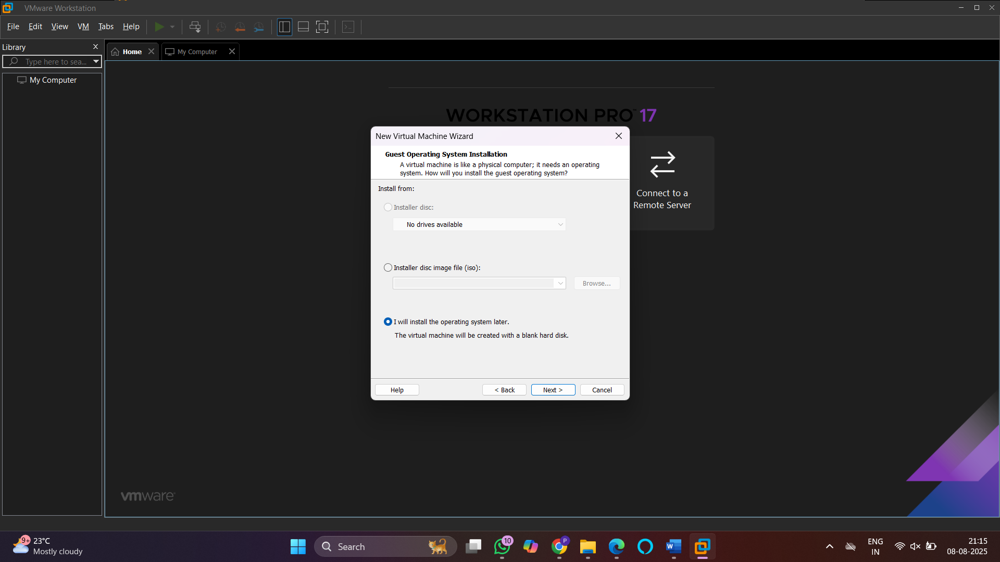 VMware Workstation
File Edit View VM Tabs Help
Library
Home
My Computer
Type here to sea...
My Computer
WORKSTATION PRO™ 17
New Virtual Machine Wizard
Guest Operating System Installation
A virtual machine is like a physical computer; it needs an operating
system. How will you install the guest operating system?
Install from:
Installer disc:
No drives available
Installer disc image file (iso):
Browse...
I will install the operating system later.
The virtual machine will be created with a blank hard disk.
Help
< Back
Next >
Cancel
Connect to a
Remote Server
vmware
9+
23°C
Mostly cloudy
Search
10
P
W
ENG
IN
21:15
08-08-2025